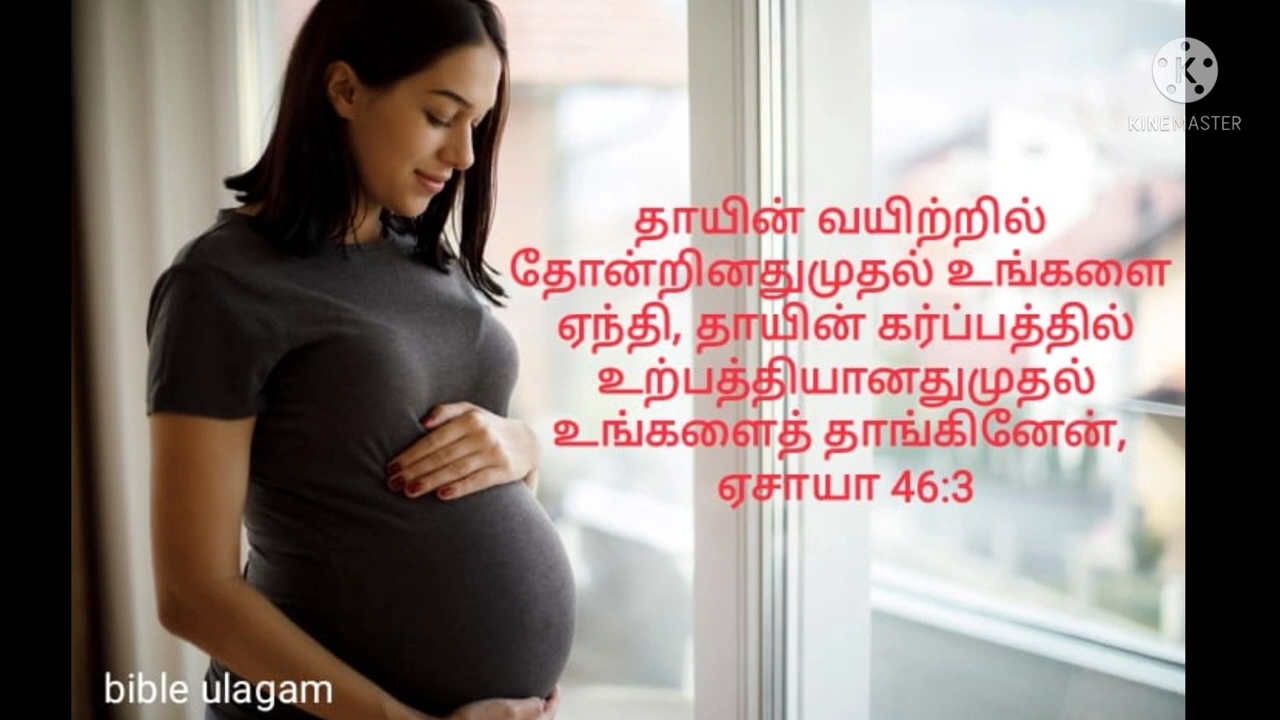 KINEMASTER
தாயின் வயிற்றில்
தோன்றினதுமுதல் உங்களை
ஏந்தி, தாயின் கர்ப்பத்தில்
உற்பத்தியானதுமுதல்
உங்களைத் தாங்கினேன்,
ஏசாயா 46:3
bible ulagam